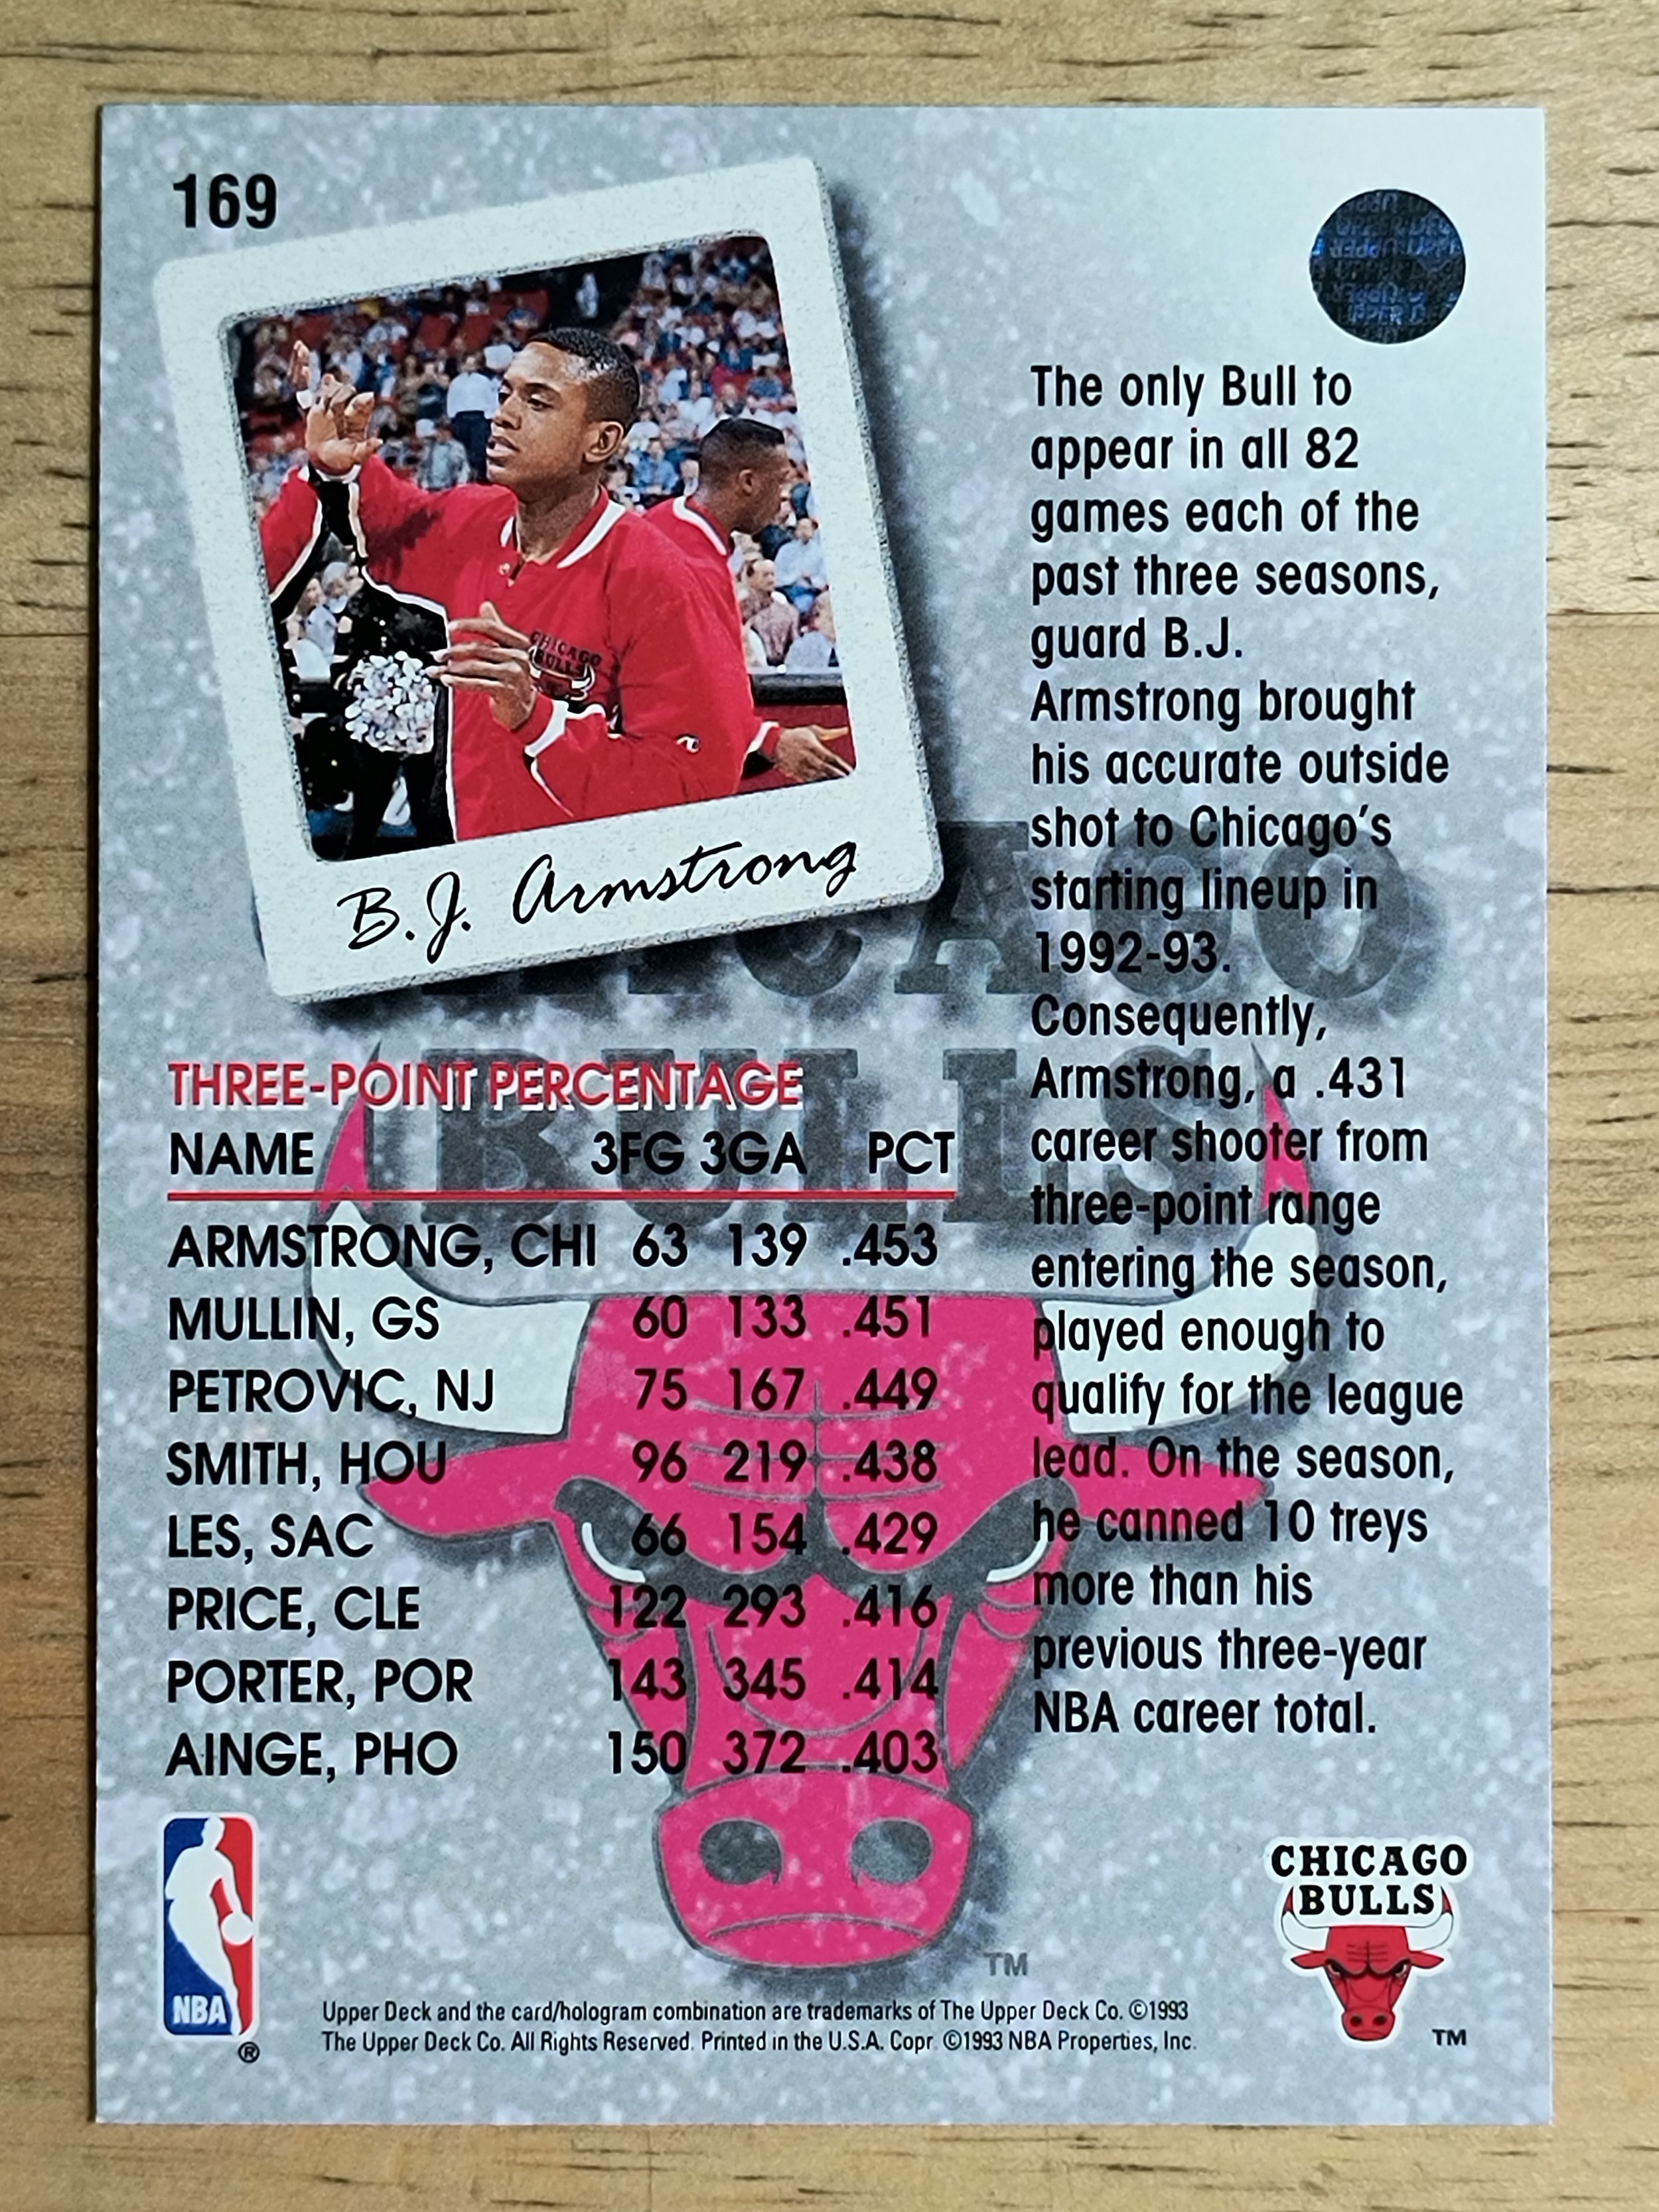 169
The only Bull to
appear in all 82
games each of the
past three seasons,
guard B.J.
Armstrong brought
his accurate outside
shot to Chicago's
starting lineup in
1992-93.
Consequently,
Armstrong, a .431
career shooter from
three-point range
entering the season,
played enough to
qualify for the league
lead. On the season,
he canned 10 treys
more than his
previous three-year
NBA career total.
CHICAGO
BULLS
B.J. Armstrong
THREE-POINT PERCENTAGE
NAME 3FG 3GA PCT
ARMSTRONG, CHI 63 139 .453
MULLIN, GS 60 133 .451
PETROVIC, NJ 75 167 .449
SMITH, HOU 96 219 .438
LES, SAC 66 154 .429
PRICE, CLE 122 293 .416
PORTER, POR 143 345 .414
AINGE, PHO 150 372 .403
BULLS
TM
NBA
®
Upper Deck and the card/hologram combination are trademarks of The Upper Deck Co. ©1993
The Upper Deck Co. All Rights Reserved. Printed in the U.S.A. Copr. ©1993 NBA Properties, Inc.
CHICAGO
BULLS
TM